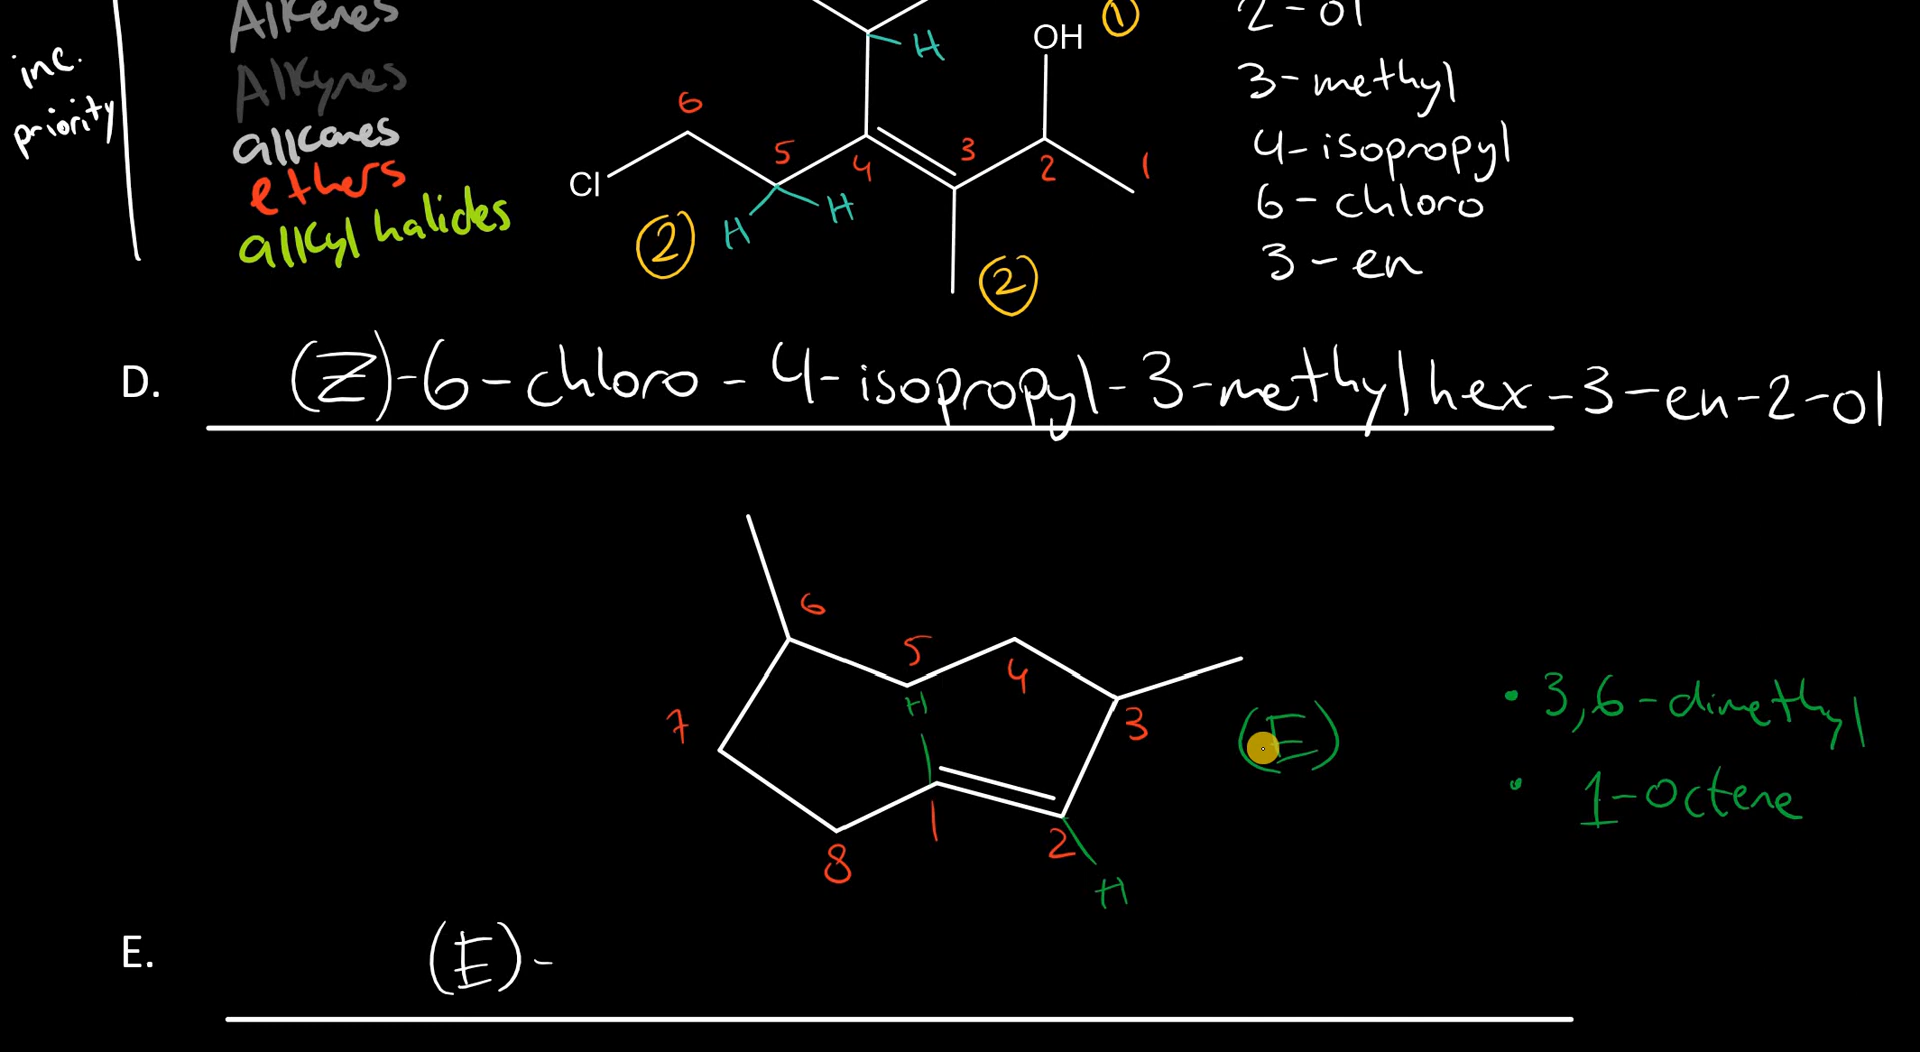 Alkenes
Alkynes
alkanes
ethers
alkyl halides
inc.
priority
H
OH
1
6
5
4
3
2
1
Cl
H
H
2
2
2-ol
3-methyl
4-isopropyl
6-chloro
3-en
D. (Z)-6-chloro-4-isopropyl-3-methylhex-3-en-2-ol
6
5
4
3
7
H
(E)
1
2
8
H
• 3,6-dimethyl
• 1-octene
E. (E)-